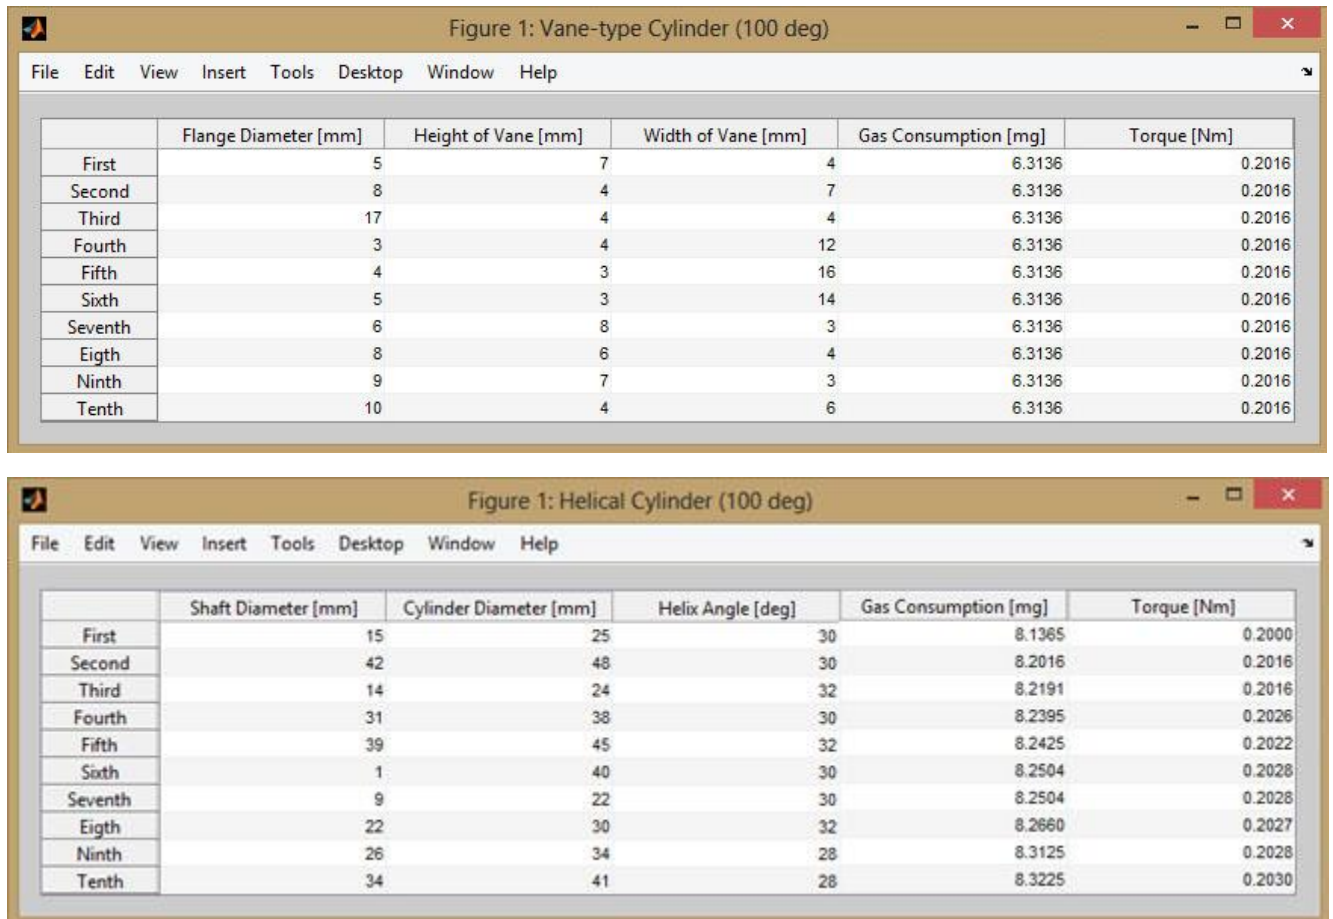 Figure 1: Vane-type Cylinder (100 deg)
File Edit View Insert Tools Desktop Window Help
Flange Diameter [mm] Height of Vane [mm] Width of Vane [mm] Gas Consumption [mg] Torque [Nm]
First 5 7 4 6.3136 0.2016
Second 8 4 7 6.3136 0.2016
Third 17 4 4 6.3136 0.2016
Fourth 3 4 12 6.3136 0.2016
Fifth 4 3 16 6.3136 0.2016
Sixth 5 3 14 6.3136 0.2016
Seventh 6 8 3 6.3136 0.2016
Eigth 8 6 4 6.3136 0.2016
Ninth 9 7 3 6.3136 0.2016
Tenth 10 4 6 6.3136 0.2016
Figure 1: Helical Cylinder (100 deg)
File Edit View Insert Tools Desktop Window Help
Shaft Diameter [mm] Cylinder Diameter [mm] Helix Angle [deg] Gas Consumption [mg] Torque [Nm]
First 15 25 30 8.1365 0.2000
Second 42 48 30 8.2016 0.2016
Third 14 24 32 8.2191 0.2016
Fourth 31 38 30 8.2395 0.2026
Fifth 39 45 32 8.2425 0.2022
Sixth 1 40 30 8.2504 0.2028
Seventh 9 22 30 8.2504 0.2028
Eigth 22 30 32 8.2660 0.2027
Ninth 26 34 28 8.3125 0.2028
Tenth 34 41 28 8.3225 0.2030